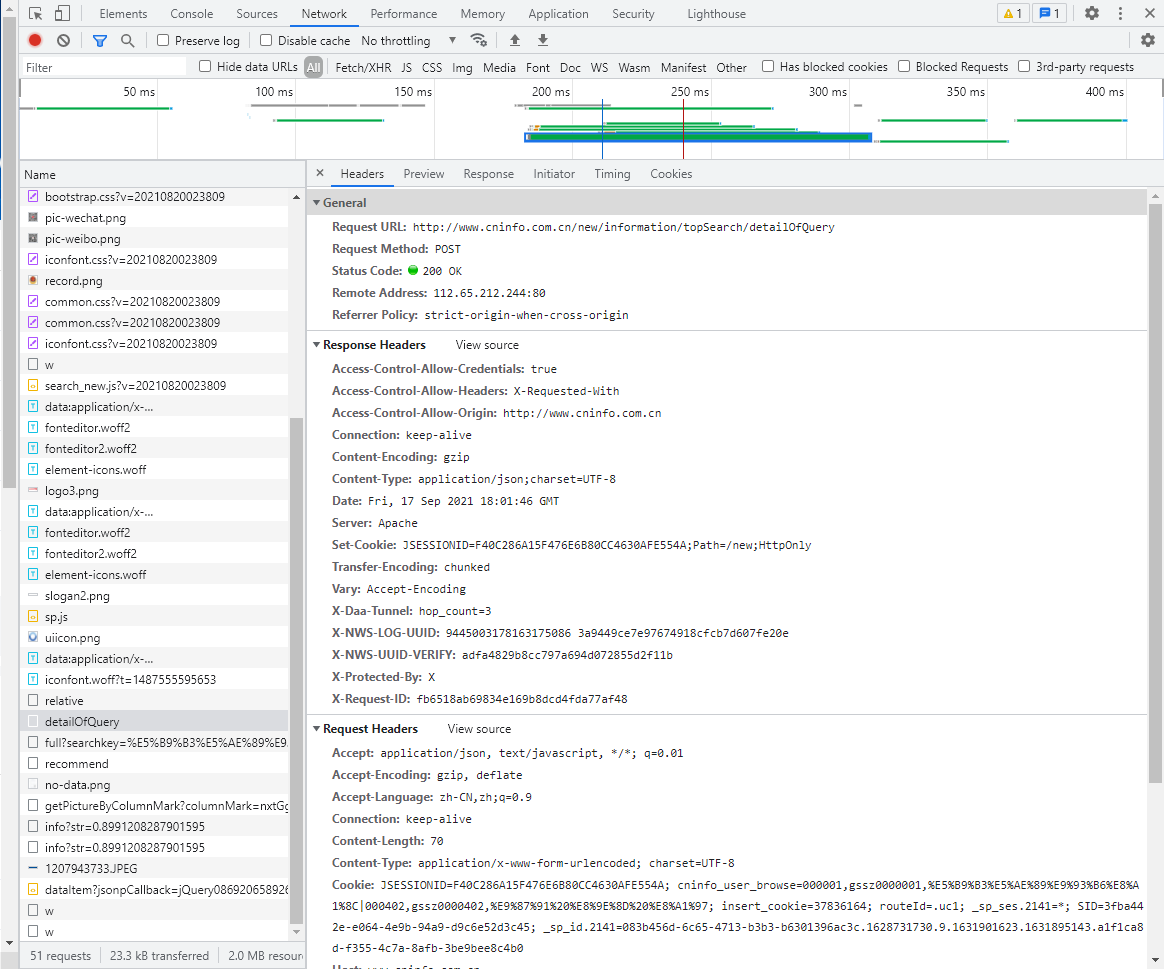 Elements Console Sources Network Performance Memory Application Security Lighthouse 1 1
Preserve log Disable cache No throttling
Filter Hide data URLs All Fetch/XHR JS CSS Img Media Font Doc WS Wasm Manifest Other Has blocked cookies Blocked Requests 3rd-party requests
50 ms 100 ms 150 ms 200 ms 250 ms 300 ms 350 ms 400 ms
Name
bootstrap.css?v=20210820023809
pic-wechat.png
pic-weibo.png
iconfont.css?v=20210820023809
record.png
common.css?v=20210820023809
common.css?v=20210820023809
iconfont.css?v=20210820023809
w
search_new.js?v=20210820023809
data:application/x-...
fonteditor.woff2
fonteditor2.woff2
element-icons.woff
logo3.png
data:application/x-...
fonteditor.woff2
fonteditor2.woff2
element-icons.woff
slogan2.png
sp.js
uiicon.png
data:application/x-...
iconfont.woff?t=1487555595653
relative
detailOfQuery
full?searchkey=%E5%B9%B3%E5%AE%89%E9.
recommend
no-data.png
getPictureByColumnMark?columnMark=nxtGg
info?str=0.8991208287901595
info?str=0.8991208287901595
1207943733.JPEG
dataItem?jsonpCallback=jQuery086920658926
w
w
51 requests 23.3 kB transferred 2.0 MB resour
Headers Preview Response Initiator Timing Cookies
General
Request URL: http://www.cninfo.com.cn/new/information/topSearch/detailOfQuery
Request Method: POST
Status Code: 200 OK
Remote Address: 112.65.212.244:80
Referrer Policy: strict-origin-when-cross-origin
Response Headers View source
Access-Control-Allow-Credentials: true
Access-Control-Allow-Headers: X-Requested-With
Access-Control-Allow-Origin: http://www.cninfo.com.cn
Connection: keep-alive
Content-Encoding: gzip
Content-Type: application/json;charset=UTF-8
Date: Fri, 17 Sep 2021 18:01:46 GMT
Server: Apache
Set-Cookie: JSESSIONID=F40C286A15F476E6B80CC4630AFE554A;Path=/new;HttpOnly
Transfer-Encoding: chunked
Vary: Accept-Encoding
X-Daa-Tunnel: hop_count=3
X-NWS-LOG-UUID: 9445003178163175086 3a9449ce7e97674918cfcb7d607fe20e
X-NWS-UUID-VERIFY: adfa4829b8cc797a694d072855d2f11b
X-Protected-By: X
X-Request-ID: fb6518ab69834e169b8dcd4fda77af48
Request Headers View source
Accept: application/json, text/javascript, */*; q=0.01
Accept-Encoding: gzip, deflate
Accept-Language: zh-CN,zh;q=0.9
Connection: keep-alive
Content-Length: 70
Content-Type: application/x-www-form-urlencoded; charset=UTF-8
Cookie: JSESSIONID=F40C286A15F476E6B80CC4630AFE554A; cninfo_user_browse=000001,gssz0000001,%E5%B9%B3%E5%AE%89%E9%93%B6%E8%A
1%8C|000402,gssz0000402,%E9%87%91%20%E8%9E%8D%20%E8%A1%97; insert_cookie=37836164; routeId=.uc1; _sp_ses.2141=*; SID=3fba44
2e-e064-4e9b-94a9-d9c6e52d3c45; _sp_id.2141=083b456d-6c65-4713-b3b3-b6301396ac3c.1628731730.9.1631901623.1631895143.a1f1ca8
d-f355-4c7a-8afb-3be9bee8c4b0